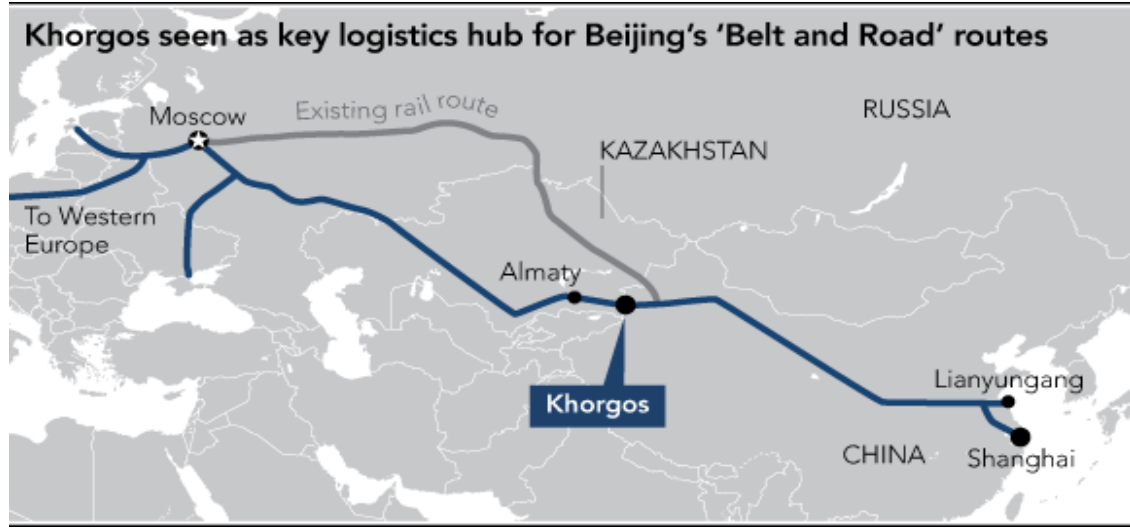 Khorgos seen as key logistics hub for Beijing's 'Belt and Road' routes
Moscow
Existing rail route
RUSSIA
KAZAKHSTAN
To Western
Europe
Almaty
Khorgos
Lianyungang
CHINA
Shanghai